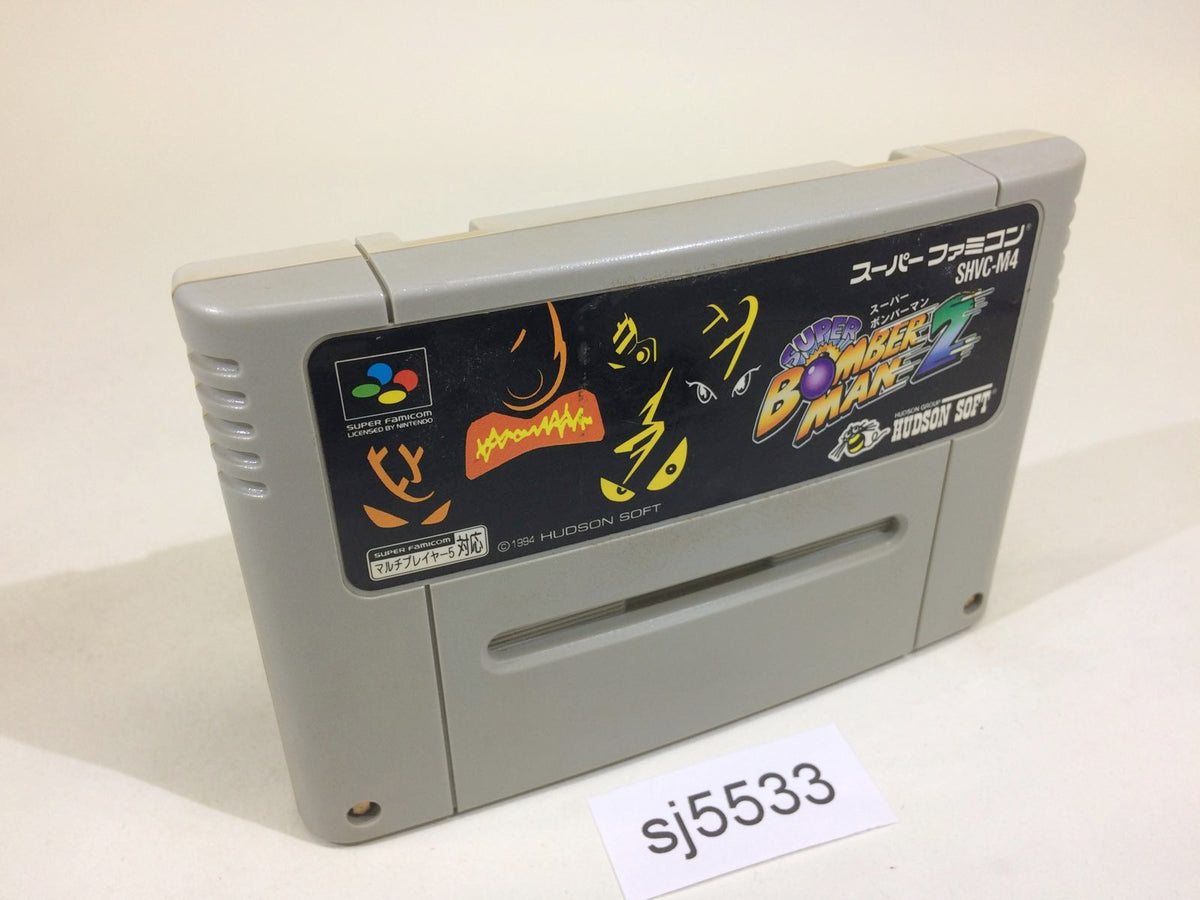 スーパー ファミコン®
SHVC-M4
スーパー
ボンバーマン
SUPER
BOMBER
MAN 2
HUDSON GROUP
HUDSON SOFT®
SUPER FAMICOM
LICENSED BY NINTENDO
SUPER FAMICOM
マルチプレイヤー5 対応
©1994 HUDSON SOFT
sj5533